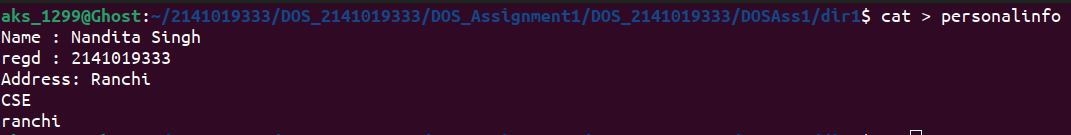 aks_1299@Ghost:~/2141019333/DOS_2141019333/DOS_Assignment1/DOS_2141019333/DOSAss1/dir1$ cat > personalinfo
Name : Nandita Singh
regd : 2141019333
Address: Ranchi
CSE
ranchi